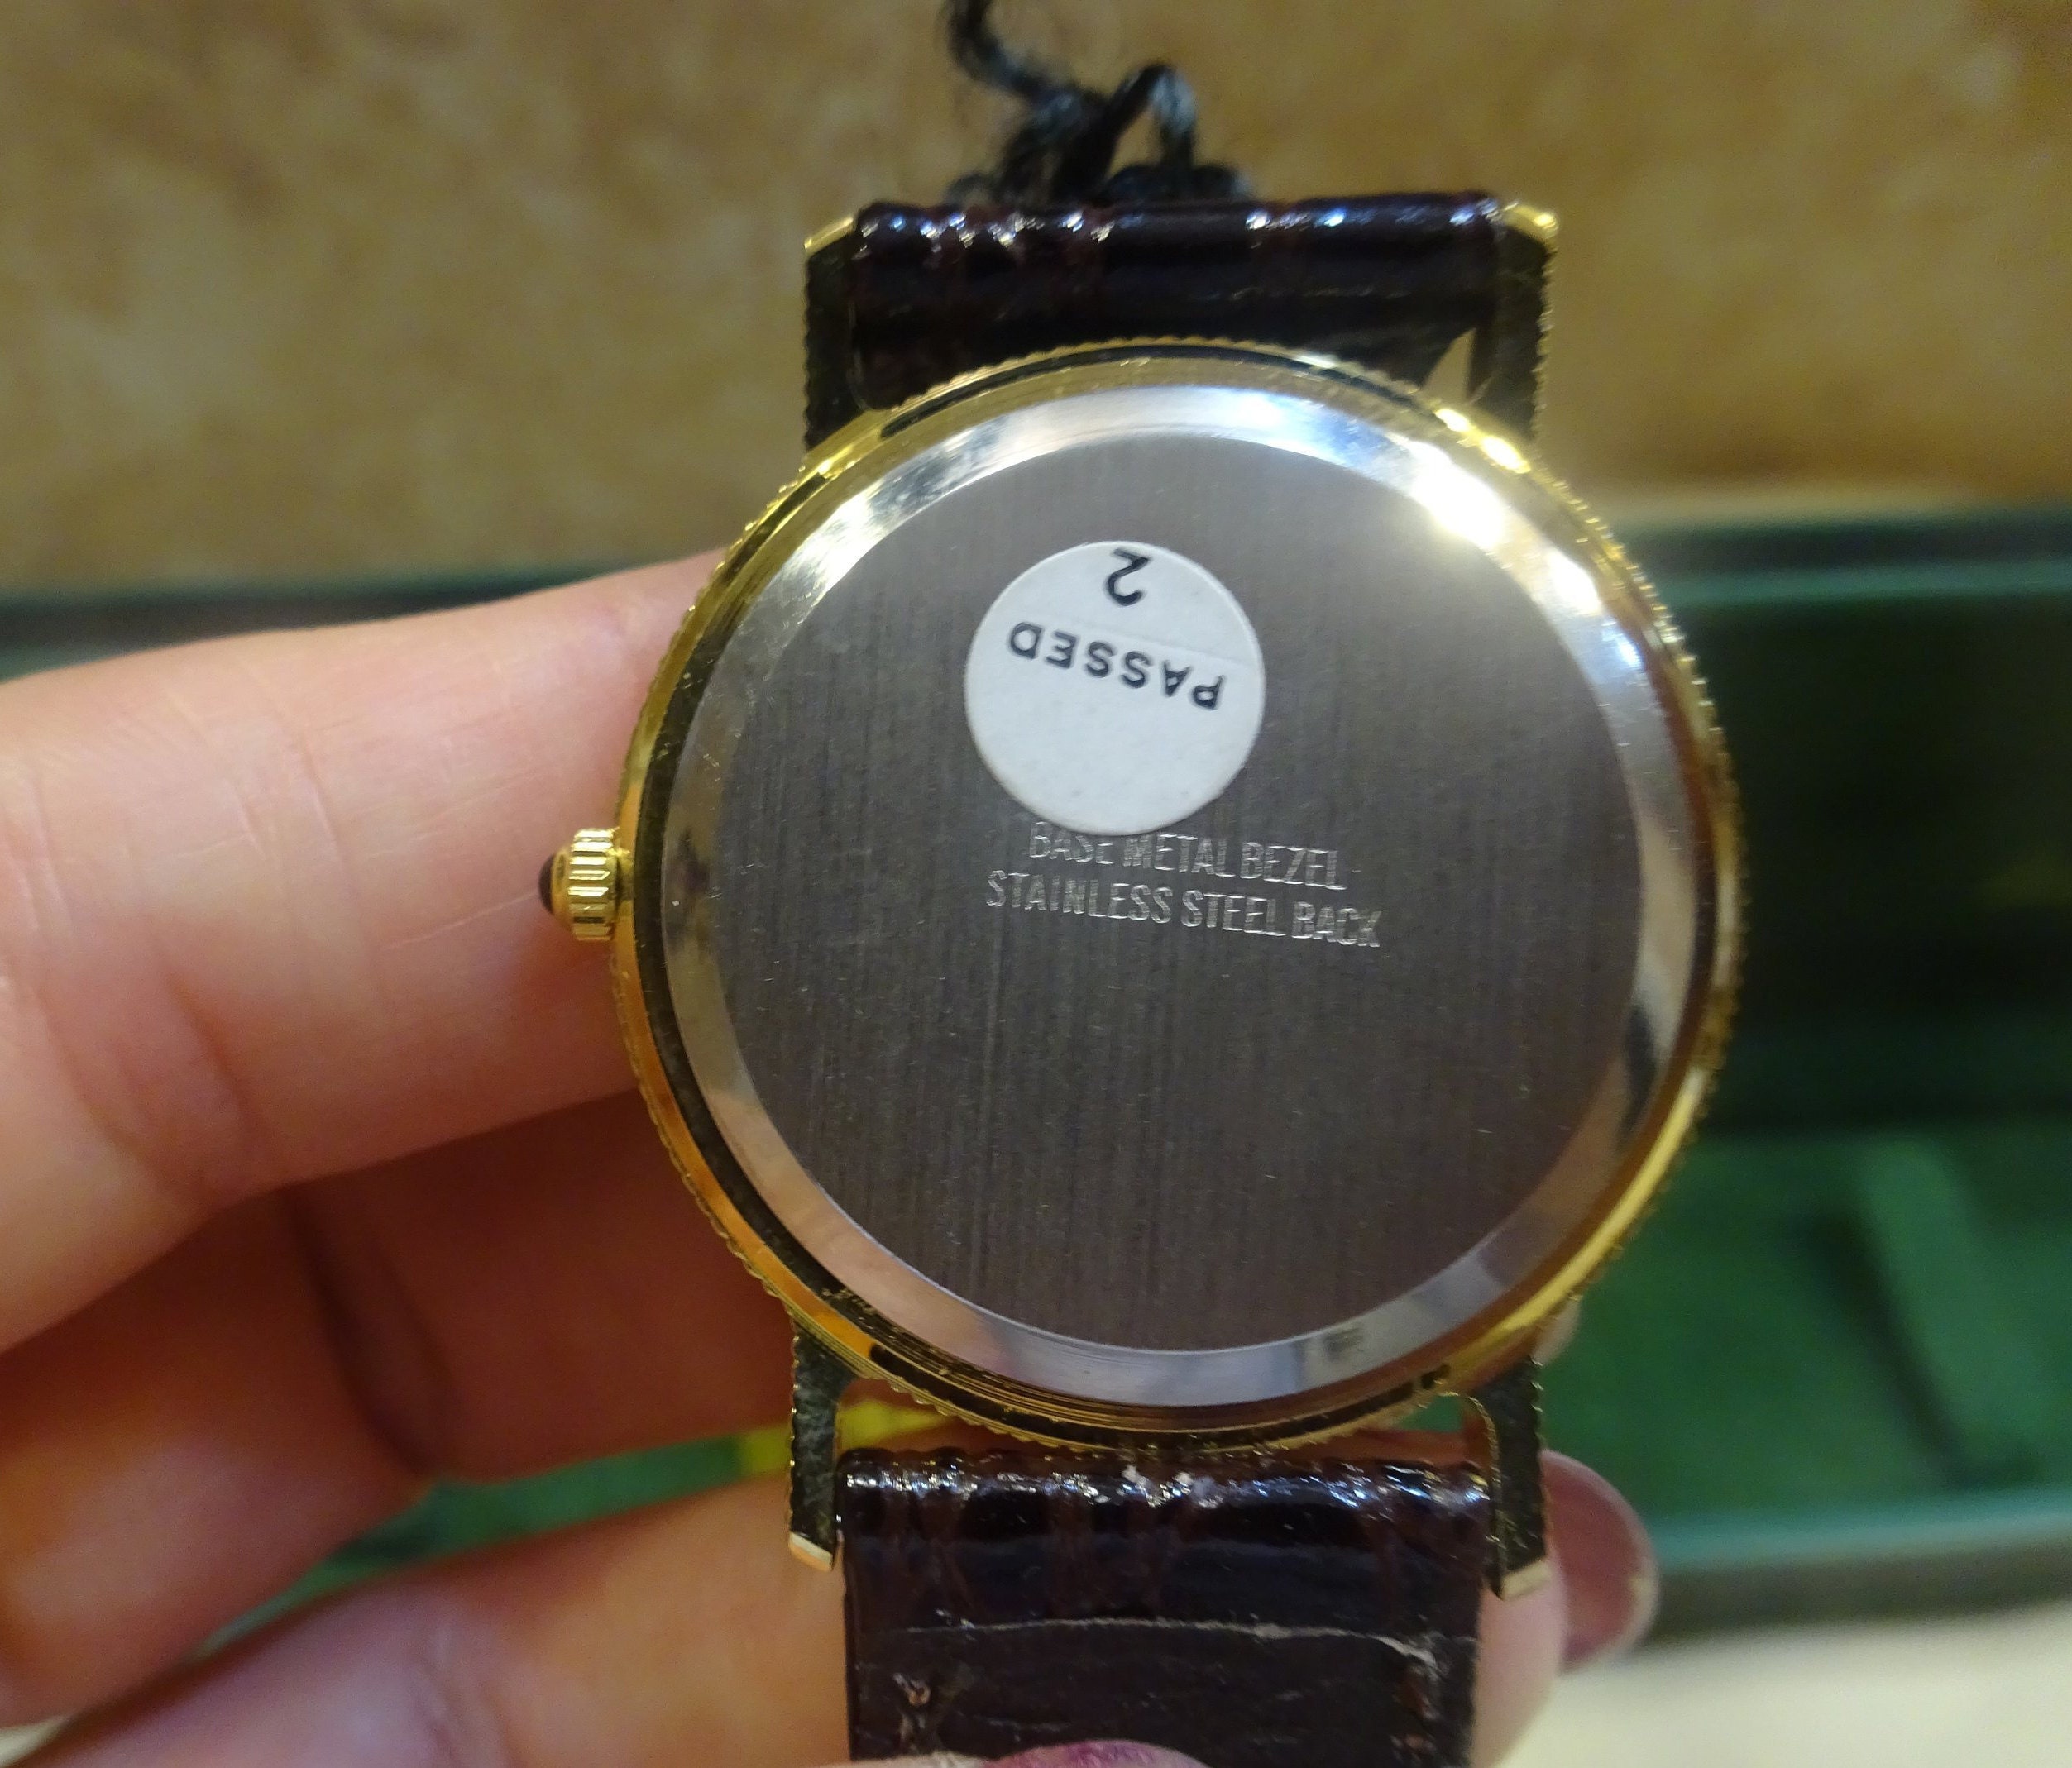 PASSED
2
BASE METAL BEZEL
STAINLESS STEEL BACK